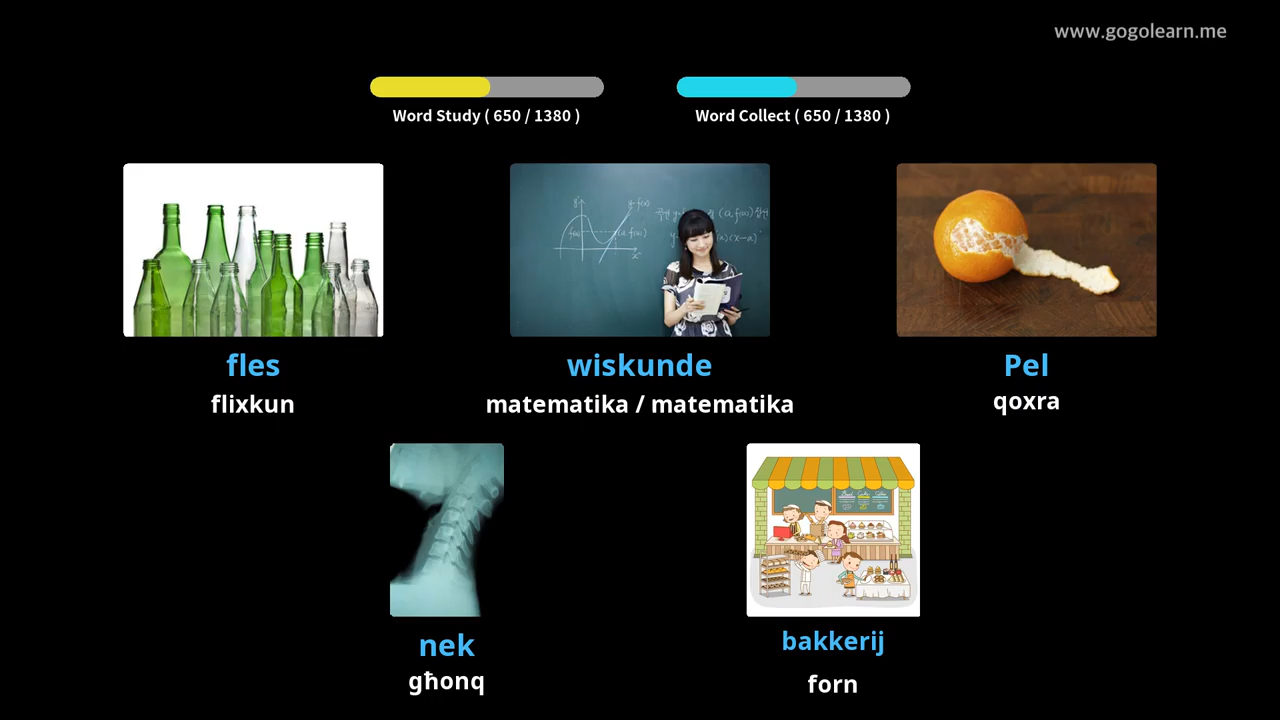 www.gogolearn.me
Word Study ( 650 / 1380 )
Word Collect ( 650 / 1380 )
fles
flixkun
wiskunde
matematika / matematika
Pel
qoxra
nek
għonq
bakkerij
forn